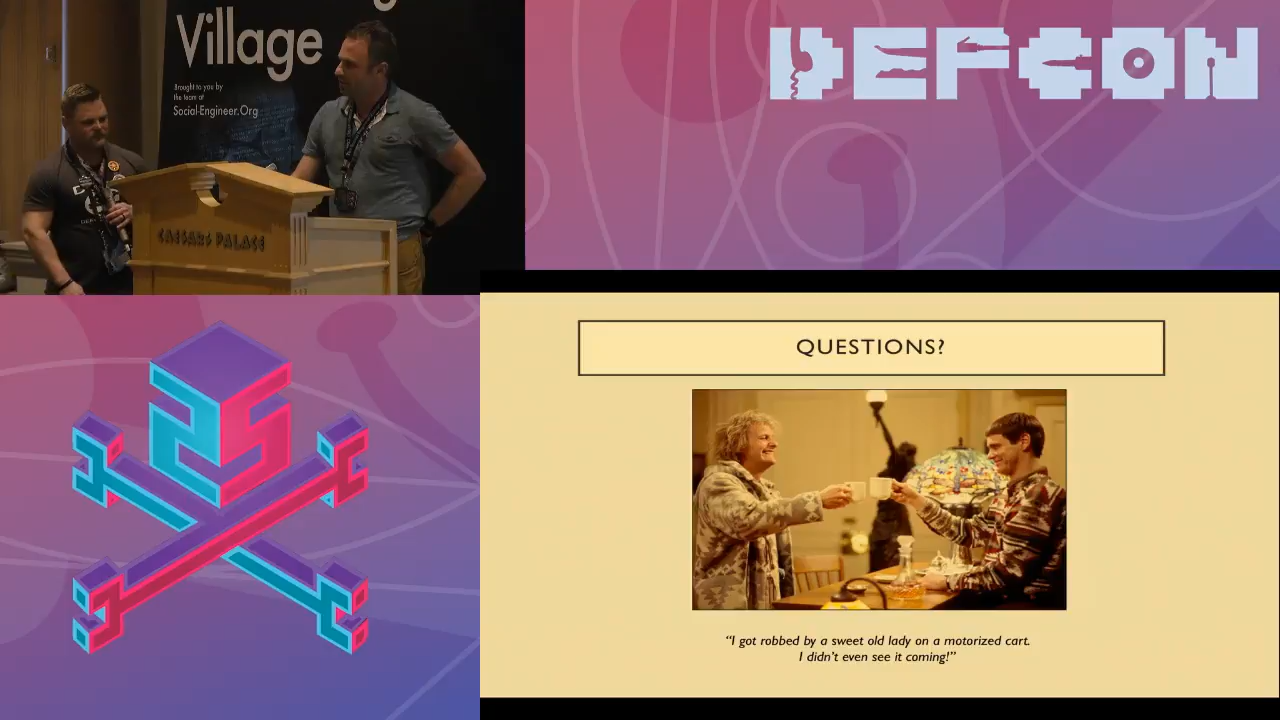 Village
Brought to you by
the team at
Social-Engineer.Org
DEFCON
CAESARS PALACE
25
QUESTIONS?
“I got robbed by a sweet old lady on a motorized cart.
I didn’t even see it coming!”